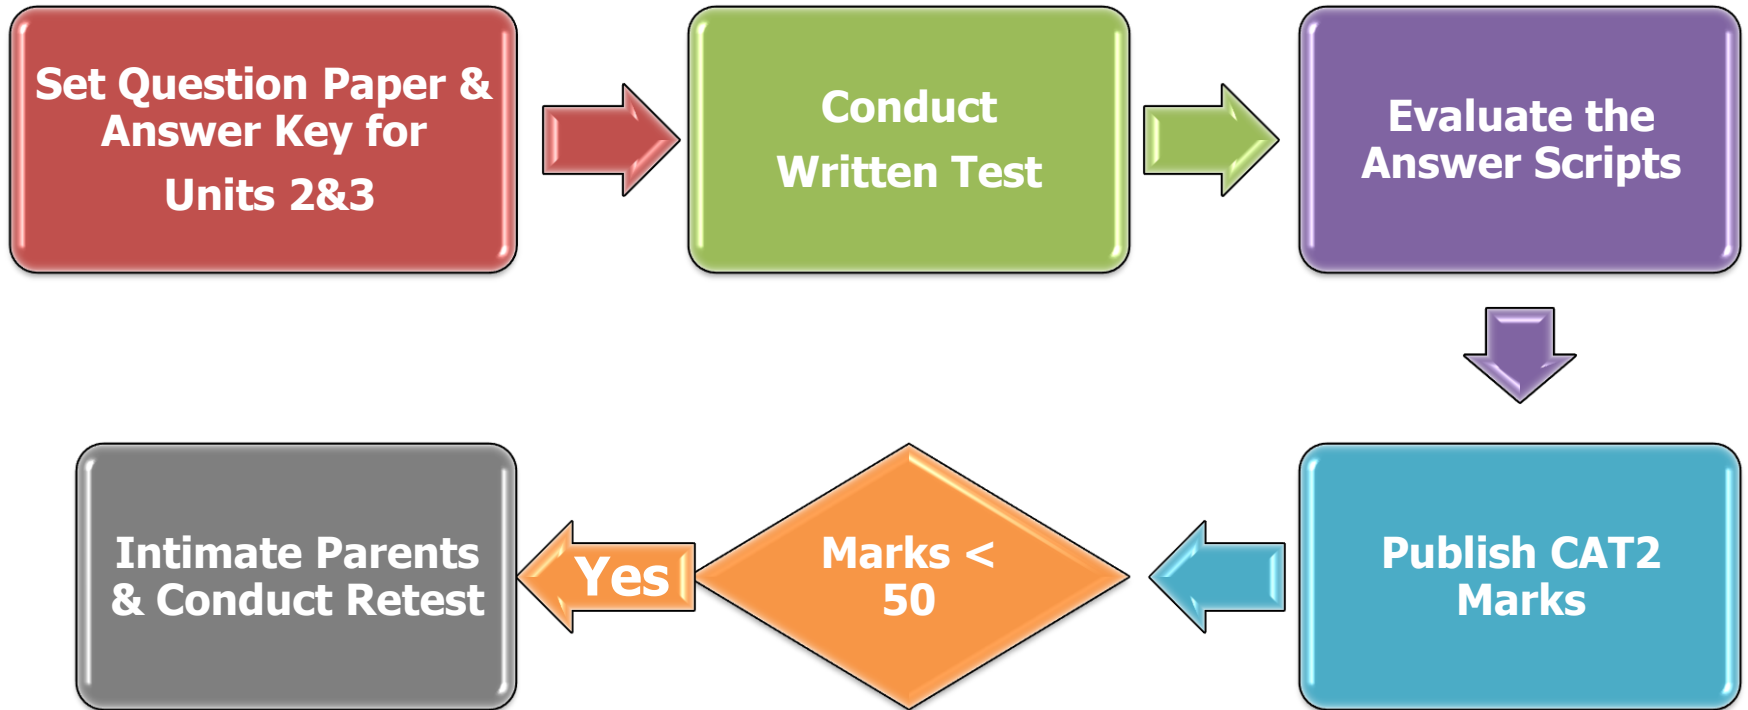 Set Question Paper &
Answer Key for
Units 2&3
Conduct
Written Test
Evaluate the
Answer Scripts
Publish CAT2
Marks
Marks <
50
Yes
Intimate Parents
& Conduct Retest